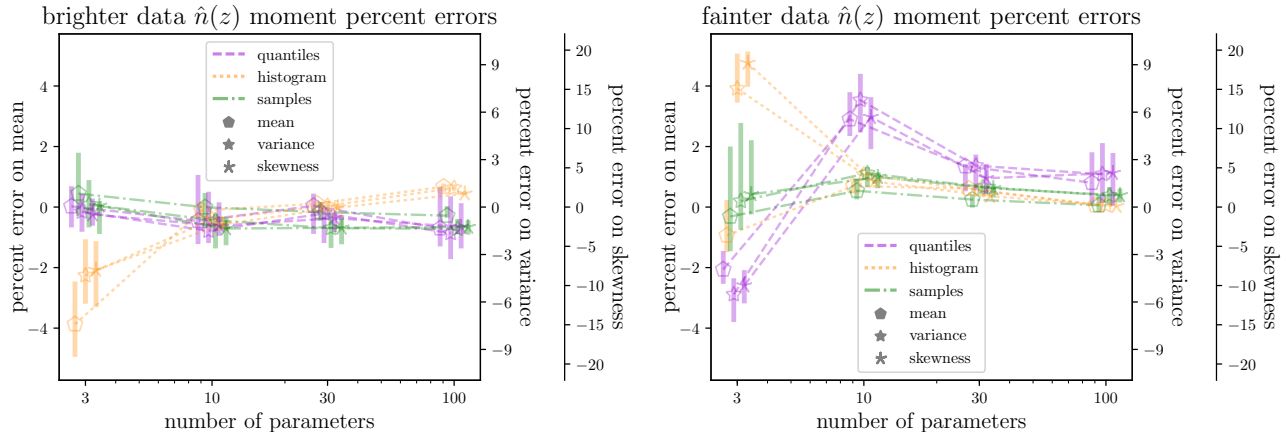 brighter data n̂(z) moment percent errors
percent error on mean
4
2
0
−2
−4
quantiles
histogram
samples
mean
variance
skewness
9
6
3
0
−3
−6
−9
percent error on variance
20
15
10
5
0
−5
−10
−15
−20
percent error on skewness
3
10
30
100
number of parameters
fainter data n̂(z) moment percent errors
percent error on mean
4
2
0
−2
−4
quantiles
histogram
samples
mean
variance
skewness
9
6
3
0
−3
−6
−9
percent error on variance
20
15
10
5
0
−5
−10
−15
−20
percent error on skewness
3
10
30
100
number of parameters